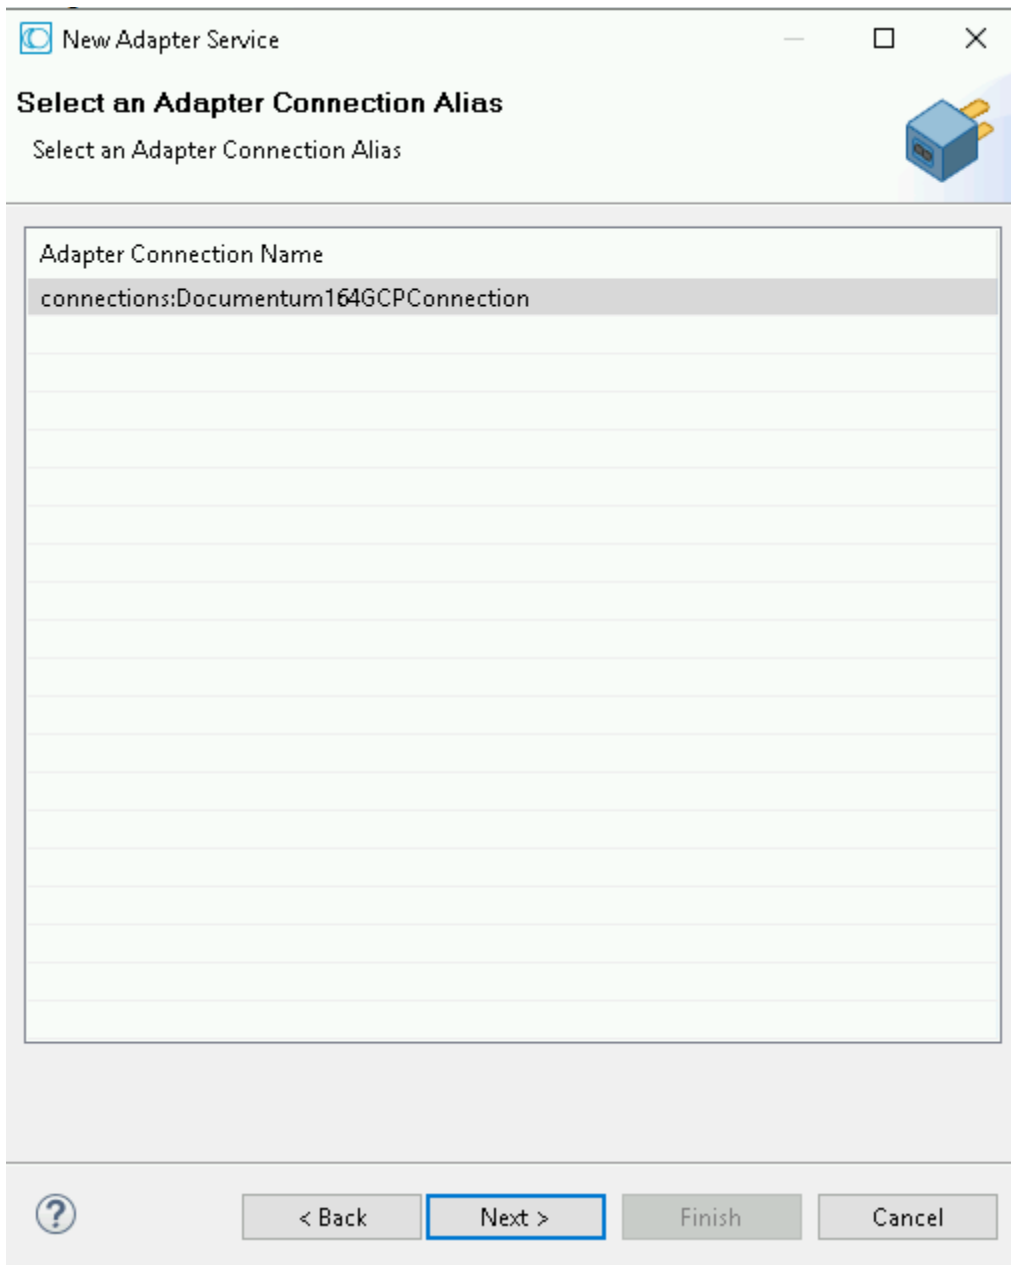 New Adapter Service
Select an Adapter Connection Alias
Select an Adapter Connection Alias
Adapter Connection Name
connections:Documentum164GCPConnection
< Back
Next >
Finish
Cancel